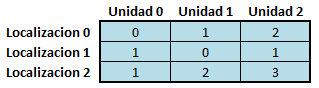 Unidad 0 Unidad 1 Unidad 2
Localizacion 0 0 1 2
Localizacion 1 1 0 1
Localizacion 2 1 2 3